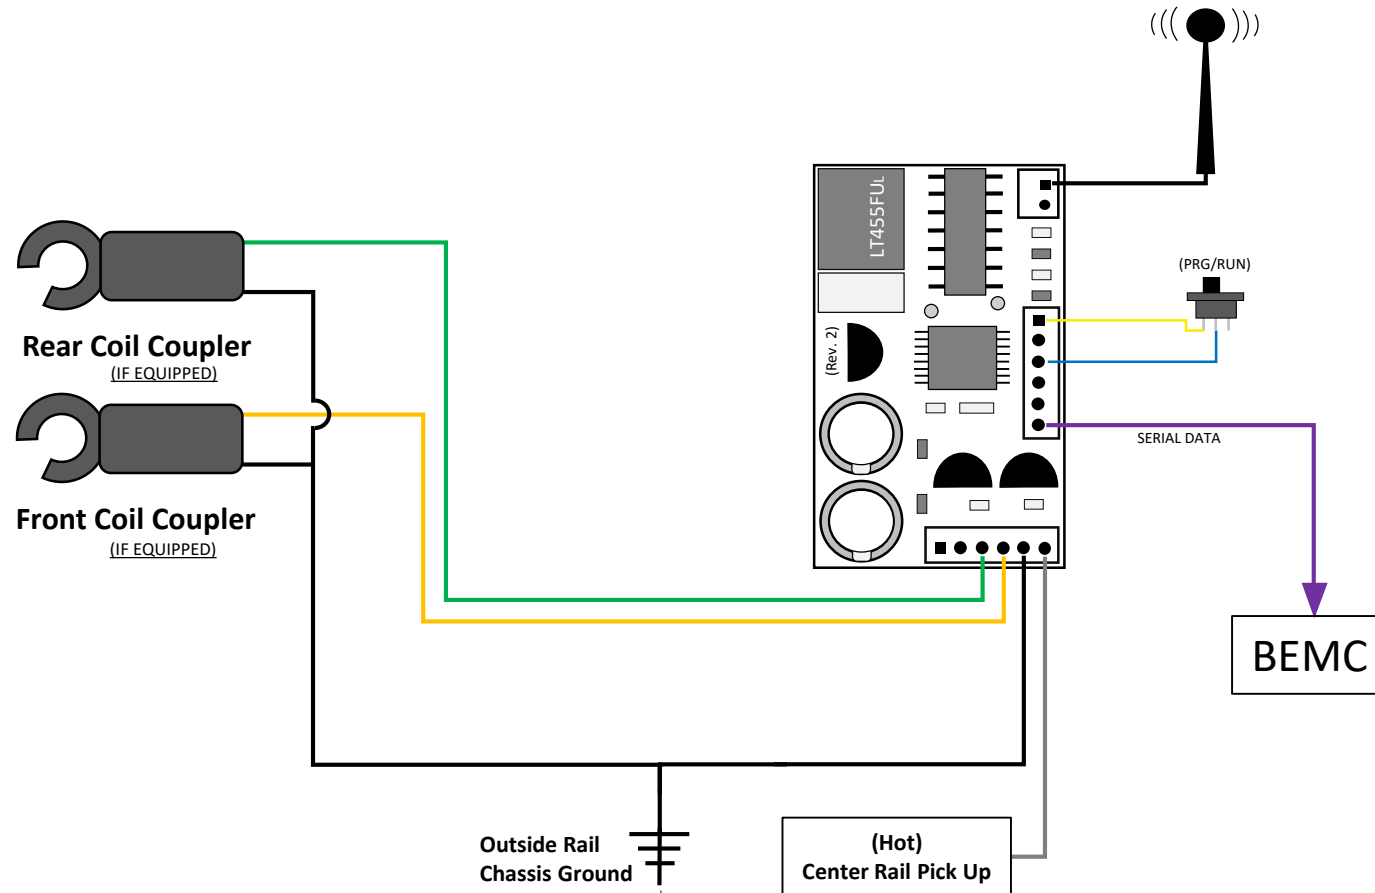 LT455FUL
(PRG/RUN)
(Rev. 2)
Rear Coil Coupler
(IF EQUIPPED)
SERIAL DATA
Front Coil Coupler
(IF EQUIPPED)
BEMC
Outside Rail
Chassis Ground
(Hot)
Center Rail Pick Up